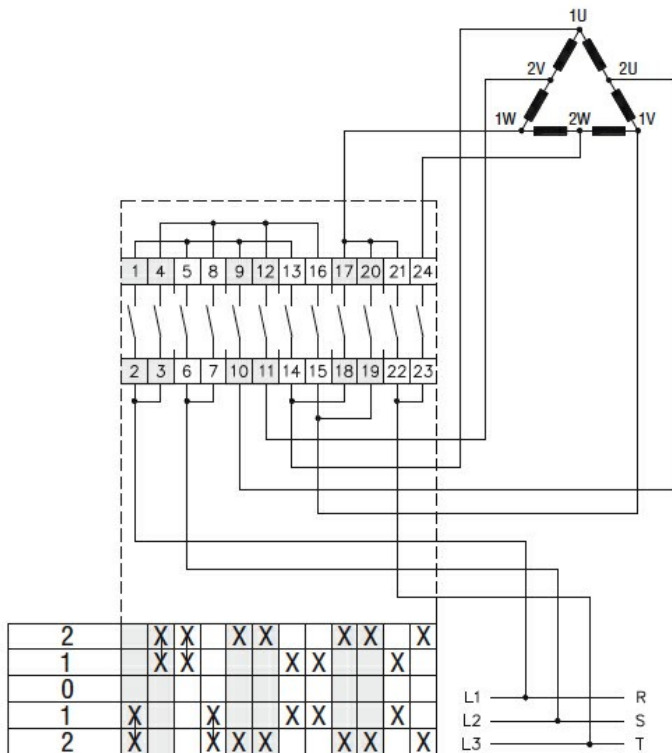 1U
2V 2U
1W 2W 1V
1 4 5 8 9 12 13 16 17 20 21 24
2 3 6 7 10 11 14 15 18 19 22 23
2 X X X X X X X
1 X X X X X
0
1 X X X X X
2 X X X X X X X
L1 R
L2 S
L3 T